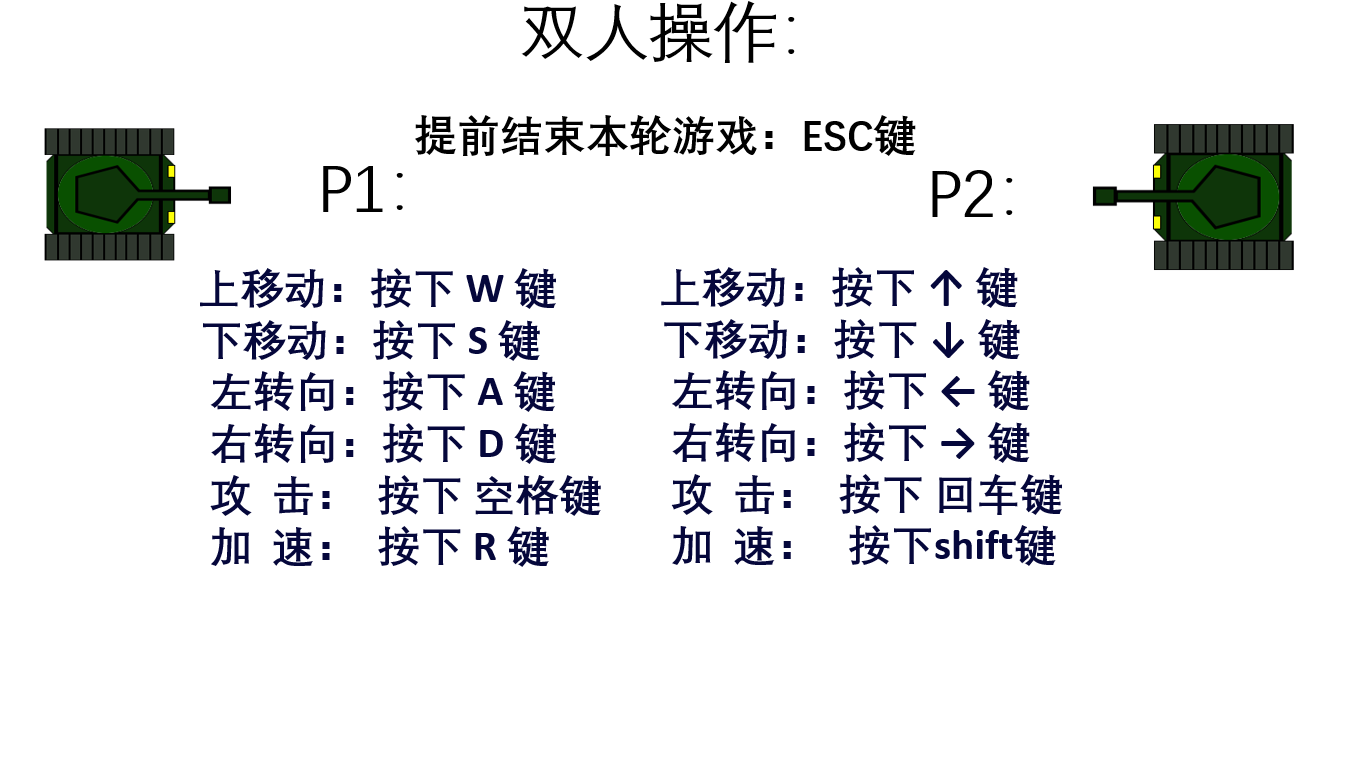 双人操作:
提前结束本轮游戏：ESC键
P1:
上移动：按下 W 键
下移动：按下 S 键
左转向：按下 A 键
右转向：按下 D 键
攻 击： 按下 空格键
加 速： 按下 R 键
P2:
上移动：按下 ↑ 键
下移动：按下 ↓ 键
左转向：按下 ← 键
右转向：按下 → 键
攻 击： 按下 回车键
加 速： 按下shift键